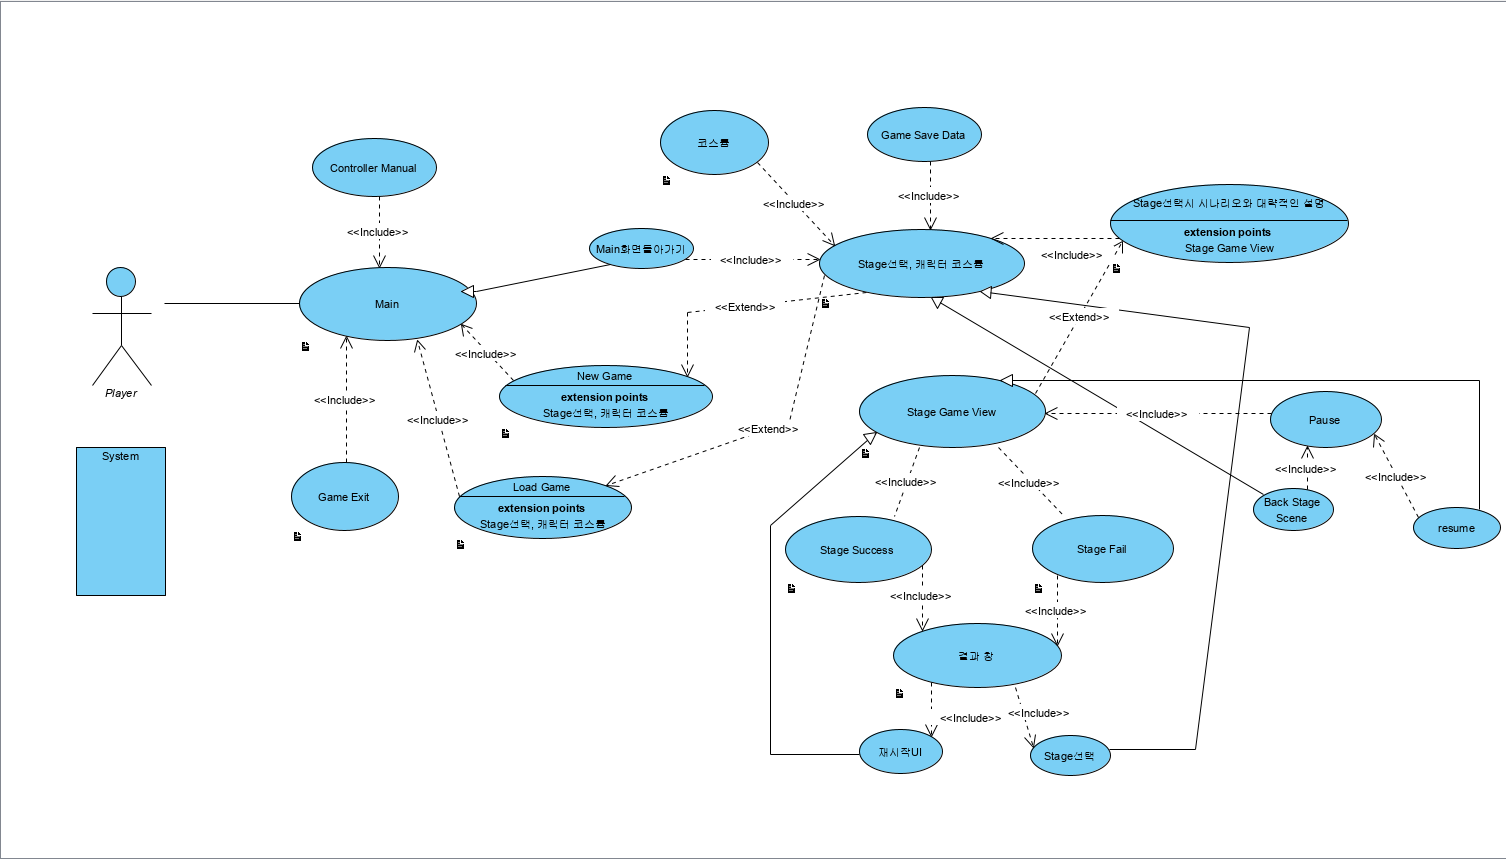 코스튬
Game Save Data
Controller Manual
<<Include>>
<<Include>>
<<Include>>
Stage선택시 시나리오와 대략적인 설명
extension points
Stage Game View
Main화면돌아가기
<<Include>>
Stage선택, 캐릭터 코스튬
<<Include>>
Main
<<Extend>>
<<Extend>>
<<Include>>
Player
New Game
extension points
Stage선택, 캐릭터 코스튬
<<Include>>
<<Include>>
<<Extend>>
Stage Game View
<<Include>>
Pause
System
Game Exit
Load Game
extension points
Stage선택, 캐릭터 코스튬
<<Include>>
<<Include>>
<<Include>>
<<Include>>
Back Stage
Scene
resume
Stage Success
Stage Fail
<<Include>>
<<Include>>
결과 창
<<Include>>
<<Include>>
재시작UI
Stage선택